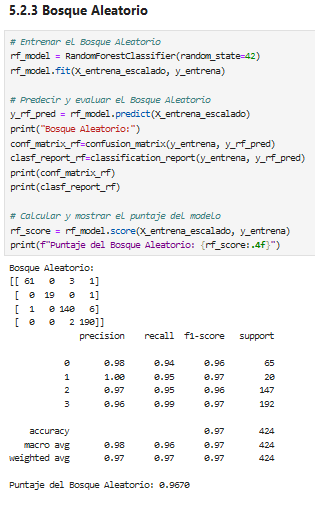 5.2.3 Bosque Aleatorio
# Entrenar el Bosque Aleatorio
rf_model = RandomForestClassifier(random_state=42)
rf_model.fit(X_entrena_escalado, y_entrena)
# Predecir y evaluar el Bosque Aleatorio
y_rf_pred = rf_model.predict(X_entrena_escalado)
print("Bosque Aleatorio:")
conf_matrix_rf=confusion_matrix(y_entrena, y_rf_pred)
clasf_report_rf=classification_report(y_entrena, y_rf_pred)
print(conf_matrix_rf)
print(clasf_report_rf)
# Calcular y mostrar el puntaje del modelo
rf_score = rf_model.score(X_entrena_escalado, y_entrena)
print(f"Puntaje del Bosque Aleatorio: {rf_score:.4f}")
Bosque Aleatorio:
[[ 61 0 3 1]
[ 0 19 0 1]
[ 1 0 140 6]
[ 0 0 2 190]]
precision recall f1-score support
0 0.98 0.94 0.96 65
1 1.00 0.95 0.97 20
2 0.97 0.95 0.96 147
3 0.96 0.99 0.97 192
accuracy 0.97 424
macro avg 0.98 0.96 0.97 424
weighted avg 0.97 0.97 0.97 424
Puntaje del Bosque Aleatorio: 0.9670